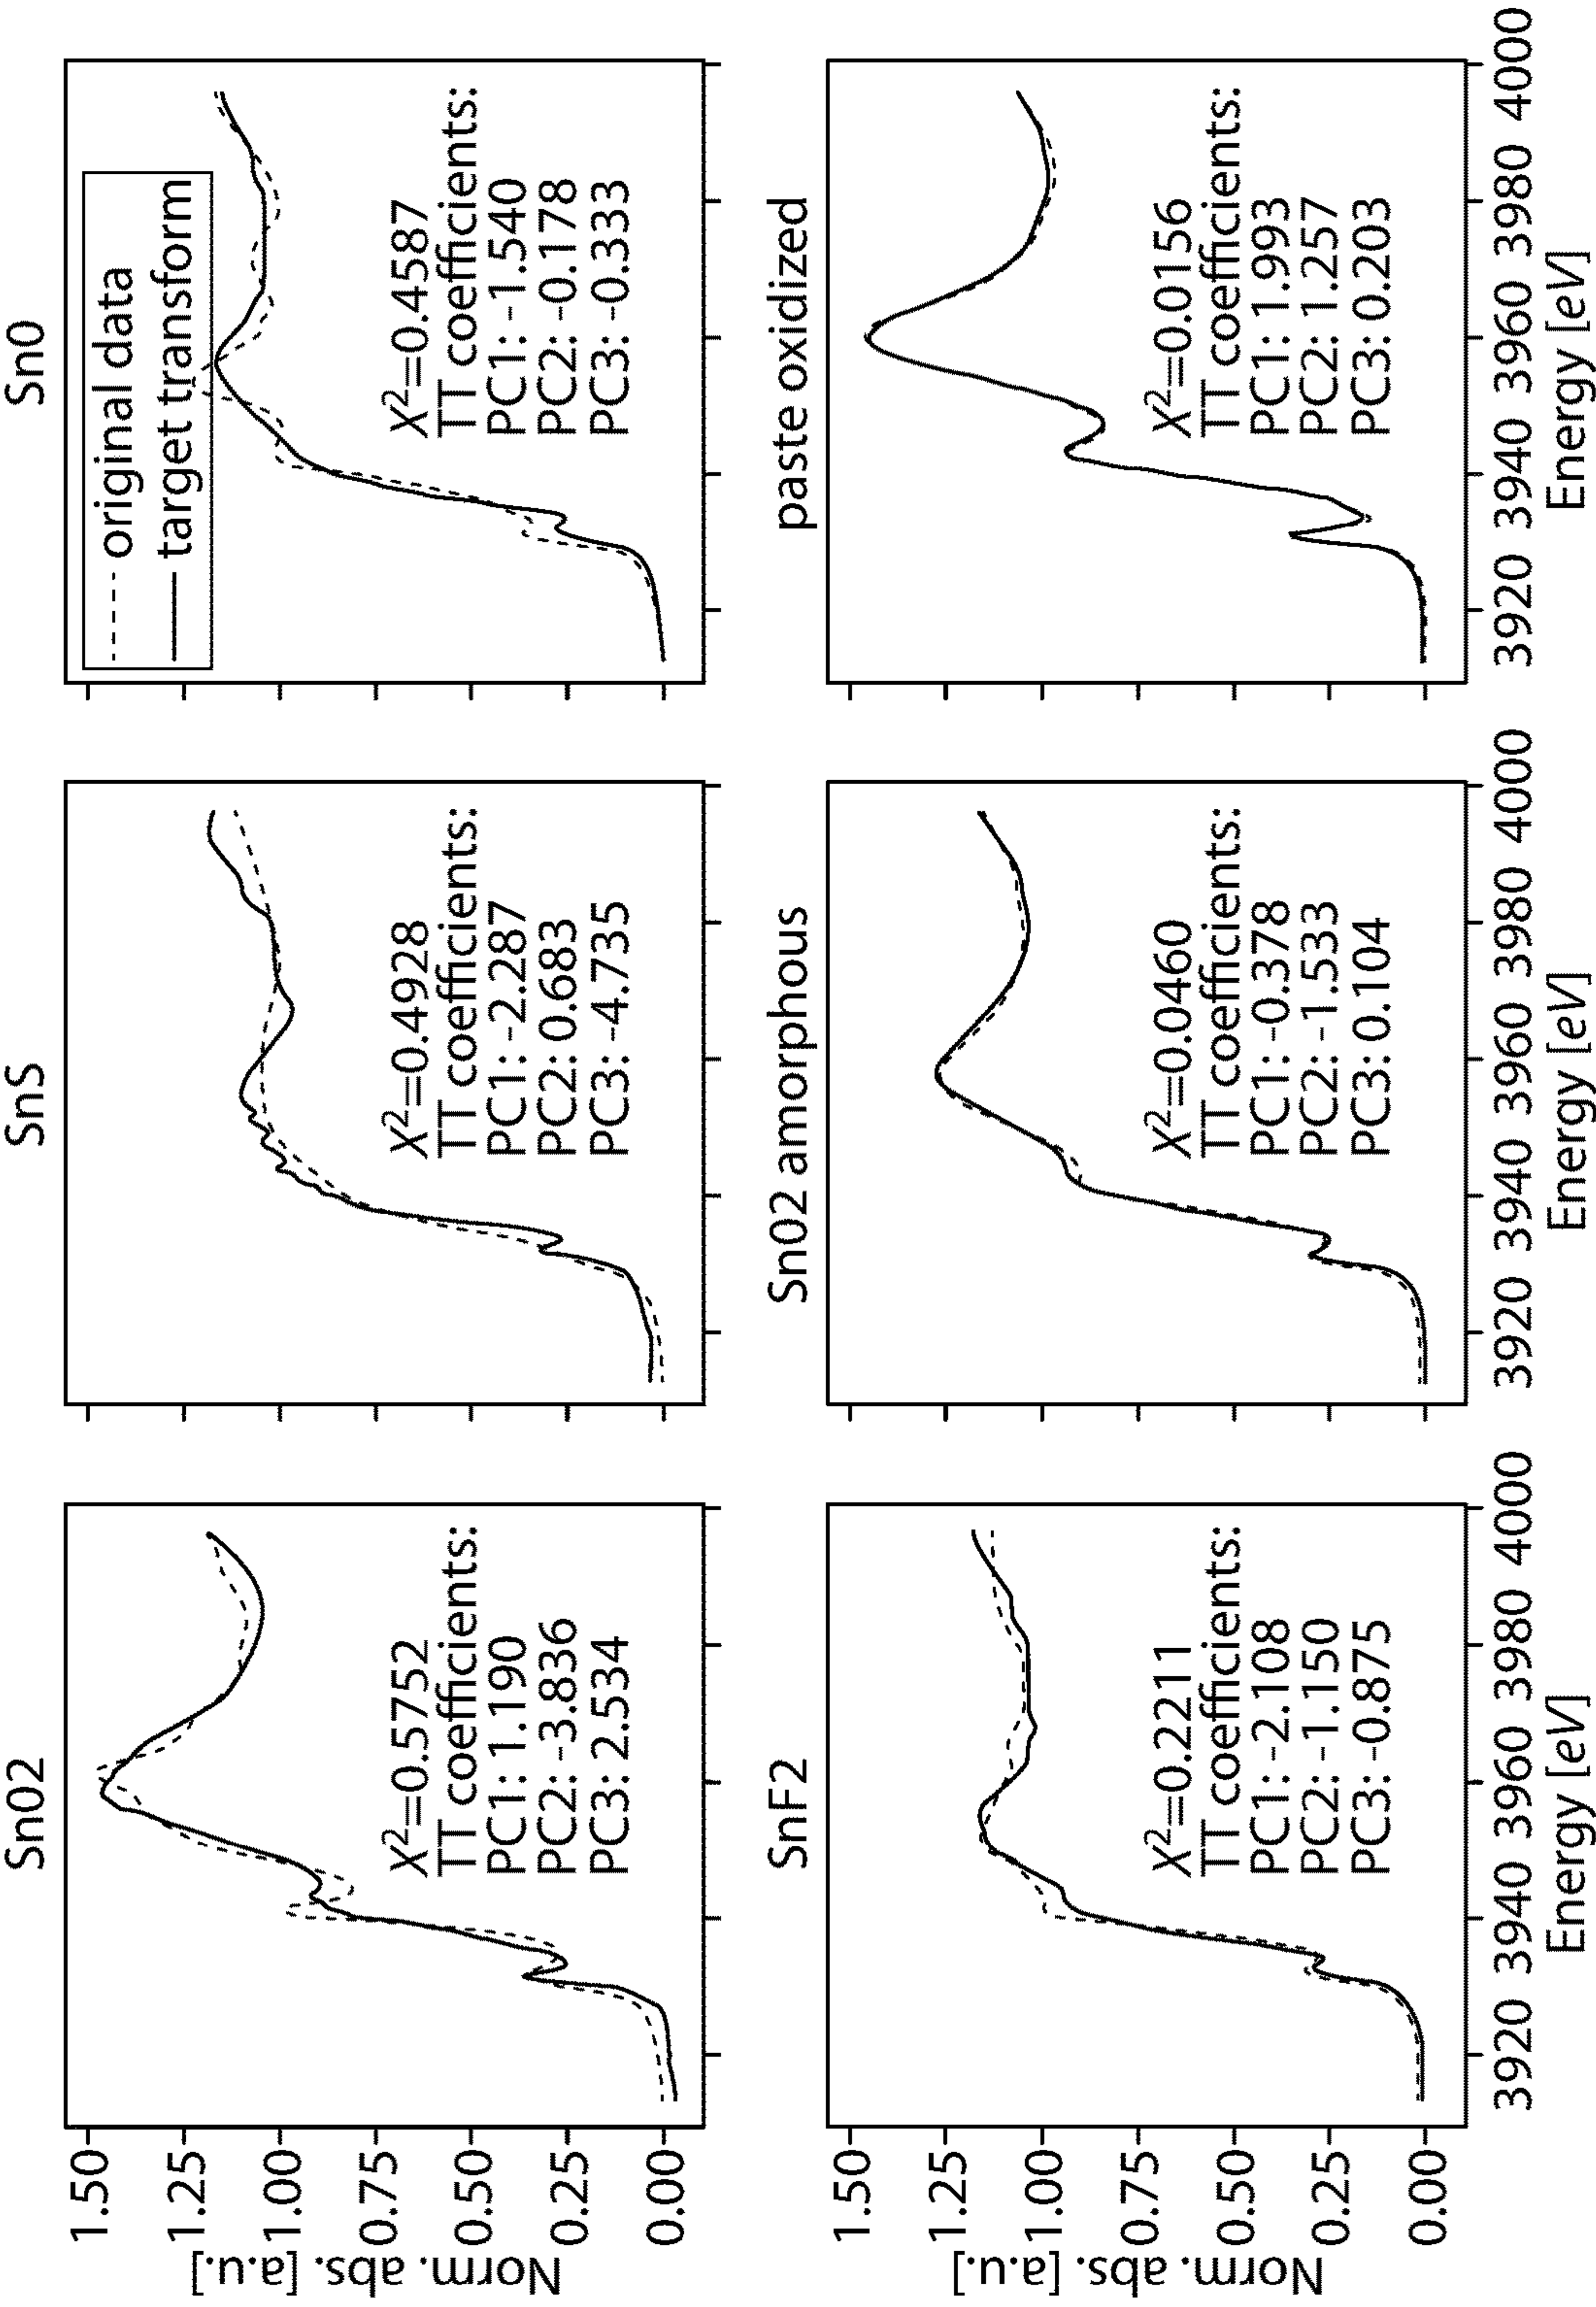 Sn02
1.50
1.25
1.00
0.75
0.50
0.25
0.00
Norm. abs. [a.u.]
X²=0.5752
TT coefficients:
PC1: 1.190
PC2: -3.836
PC3: 2.534
SnS
X²=0.4928
TT coefficients:
PC1: -2.287
PC2: 0.683
PC3: -4.735
Sn0
original data
target transform
X²=0.4587
TT coefficients:
PC1: -1.540
PC2: -0.178
PC3: -0.333
SnF2
1.50
1.25
1.00
0.75
0.50
0.25
0.00
Norm. abs. [a.u.]
X²=0.2211
TT coefficients:
PC1: -2.108
PC2: -1.150
PC3: -0.875
3920 3940 3960 3980 4000
Energy [eV]
Sn02 amorphous
X²=0.0460
TT coefficients:
PC1: -0.378
PC2: -1.533
PC3: 0.104
3920 3940 3960 3980 4000
Energy [eV]
paste oxidized
X²=0.0156
TT coefficients:
PC1: 1.993
PC2: 1.257
PC3: 0.203
3920 3940 3960 3980 4000
Energy [eV]